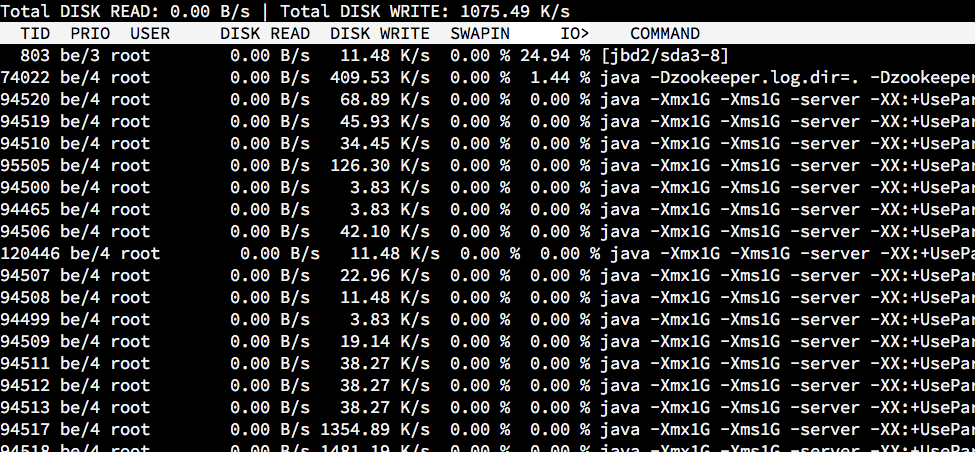 Total DISK READ: 0.00 B/s | Total DISK WRITE: 1075.49 K/s
TID PRIO USER DISK READ DISK WRITE SWAPIN IO> COMMAND
803 be/3 root 0.00 B/s 11.48 K/s 0.00 % 24.94 % [jbd2/sda3-8]
74022 be/4 root 0.00 B/s 409.53 K/s 0.00 % 1.44 % java -Dzookeeper.log.dir=. -Dzookeeper
94520 be/4 root 0.00 B/s 68.89 K/s 0.00 % 0.00 % java -Xmx1G -Xms1G -server -XX:+UsePar
94519 be/4 root 0.00 B/s 45.93 K/s 0.00 % 0.00 % java -Xmx1G -Xms1G -server -XX:+UsePar
94510 be/4 root 0.00 B/s 34.45 K/s 0.00 % 0.00 % java -Xmx1G -Xms1G -server -XX:+UsePar
95505 be/4 root 0.00 B/s 126.30 K/s 0.00 % 0.00 % java -Xmx1G -Xms1G -server -XX:+UsePar
94500 be/4 root 0.00 B/s 3.83 K/s 0.00 % 0.00 % java -Xmx1G -Xms1G -server -XX:+UsePar
94465 be/4 root 0.00 B/s 3.83 K/s 0.00 % 0.00 % java -Xmx1G -Xms1G -server -XX:+UsePar
94506 be/4 root 0.00 B/s 42.10 K/s 0.00 % 0.00 % java -Xmx1G -Xms1G -server -XX:+UsePar
120446 be/4 root 0.00 B/s 11.48 K/s 0.00 % 0.00 % java -Xmx1G -Xms1G -server -XX:+UsePa
94507 be/4 root 0.00 B/s 22.96 K/s 0.00 % 0.00 % java -Xmx1G -Xms1G -server -XX:+UsePar
94508 be/4 root 0.00 B/s 11.48 K/s 0.00 % 0.00 % java -Xmx1G -Xms1G -server -XX:+UsePar
94499 be/4 root 0.00 B/s 3.83 K/s 0.00 % 0.00 % java -Xmx1G -Xms1G -server -XX:+UsePar
94509 be/4 root 0.00 B/s 19.14 K/s 0.00 % 0.00 % java -Xmx1G -Xms1G -server -XX:+UsePar
94511 be/4 root 0.00 B/s 38.27 K/s 0.00 % 0.00 % java -Xmx1G -Xms1G -server -XX:+UsePar
94512 be/4 root 0.00 B/s 38.27 K/s 0.00 % 0.00 % java -Xmx1G -Xms1G -server -XX:+UsePar
94513 be/4 root 0.00 B/s 38.27 K/s 0.00 % 0.00 % java -Xmx1G -Xms1G -server -XX:+UsePar
94517 be/4 root 0.00 B/s 1354.89 K/s 0.00 % 0.00 % java -Xmx1G -Xms1G -server -XX:+UsePar
94518 be/4 root 0.00 B/s 1481.19 K/s 0.00 % 0.00 % java -Xmx1G -Xms1G -server -XX:+UsePar